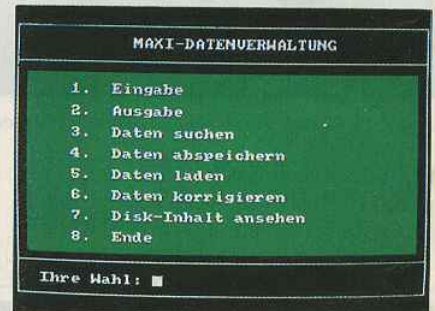 MAXI-DATENVERWALTUNG
1. Eingabe
2. Ausgabe
3. Daten suchen
4. Daten abspeichern
5. Daten laden
6. Daten korrigieren
7. Disk-Inhalt ansehen
8. Ende
Ihre Wahl: